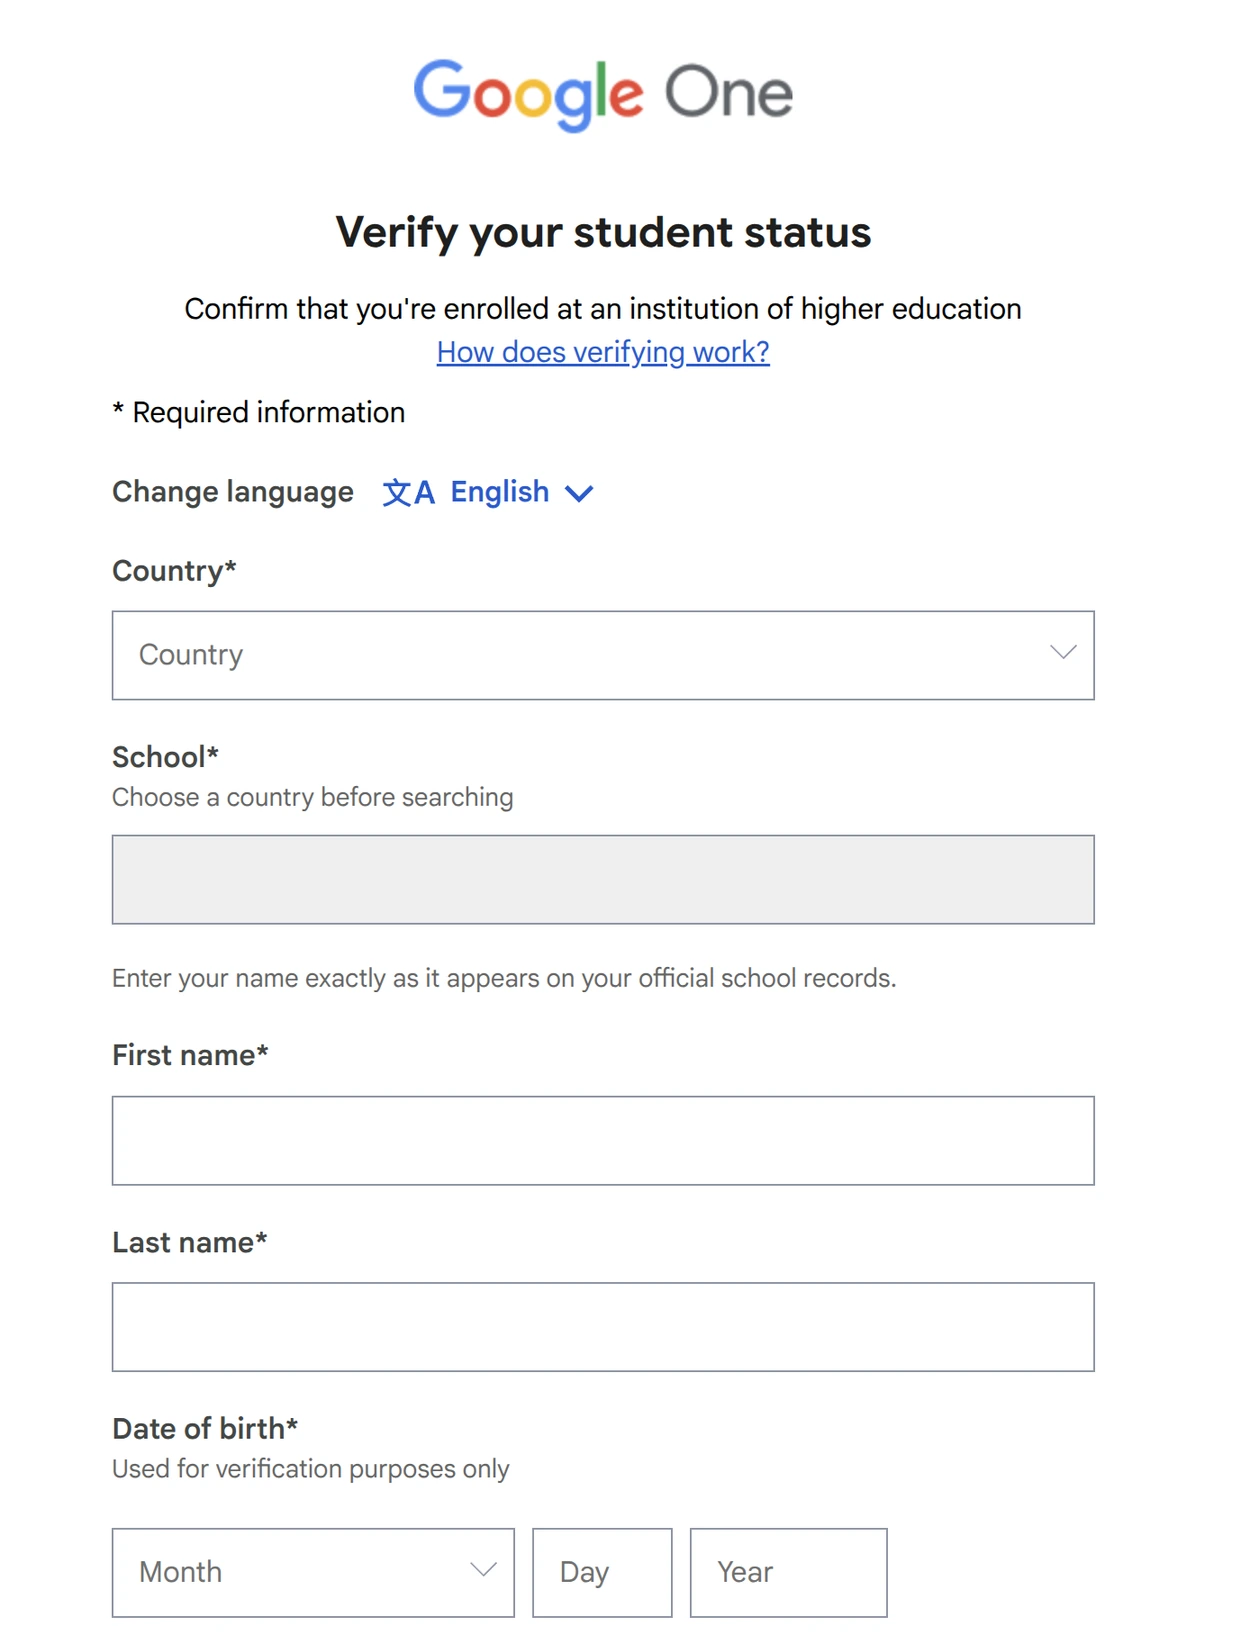 Google One
Verify your student status
Confirm that you're enrolled at an institution of higher education
How does verifying work?
* Required information
Change language 文A English
Country*
Country
School*
Choose a country before searching
Enter your name exactly as it appears on your official school records.
First name*
Last name*
Date of birth*
Used for verification purposes only
Month Day Year